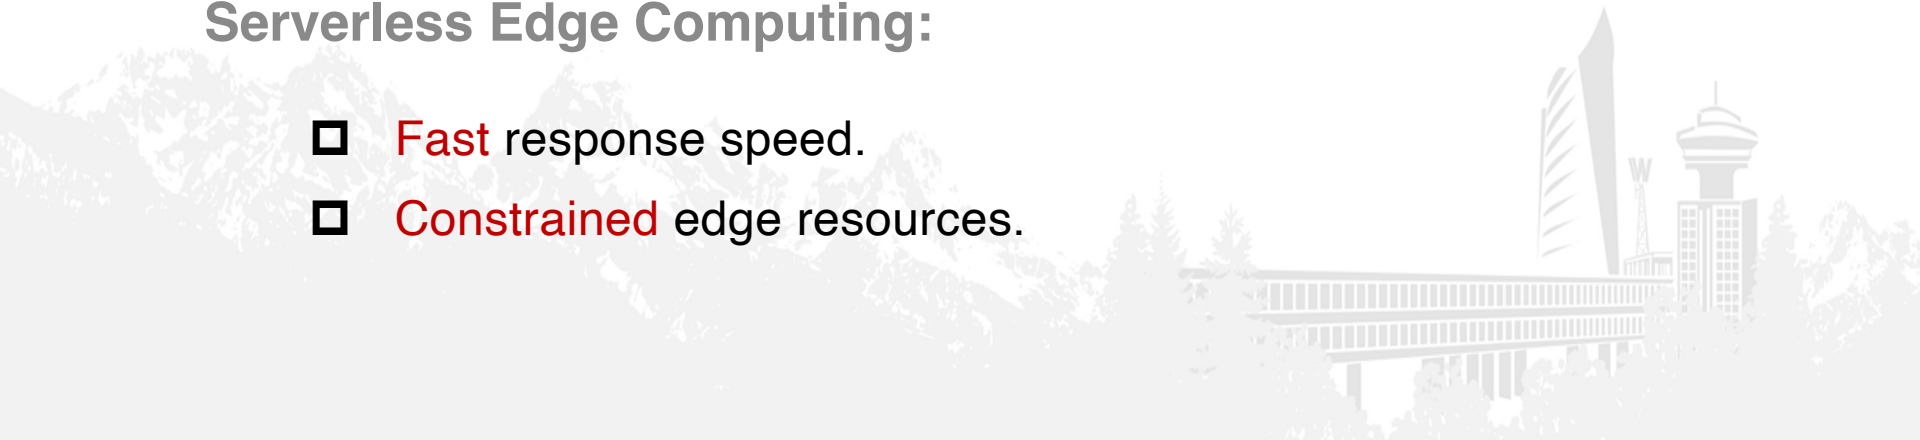 Serverless Edge Computing:
Fast response speed.
Constrained edge resources.
W